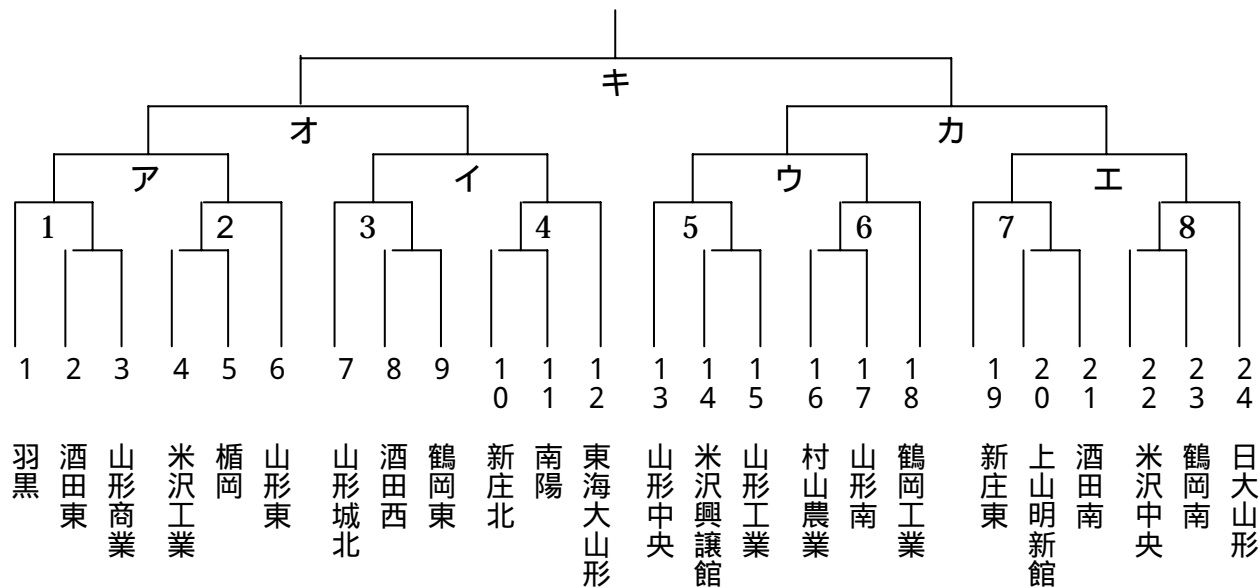 キ
オ カ
ア イ ウ エ
1 2 3 4 5 6 7 8
1 2 3 4 5 6 7 8 9 10 11 12 13 14 15 16 17 18 19 20 21 22 23 24
羽黒
酒田東
山形商業
米沢工業
楯岡
山形東
山形城北
酒田西
鶴岡東
新庄北
南陽
東海大山形
山形中央
米沢興譲館
山形工業
村山農業
山形南
鶴岡工業
新庄東
上山明新館
酒田南
米沢中央
鶴岡南
日大山形